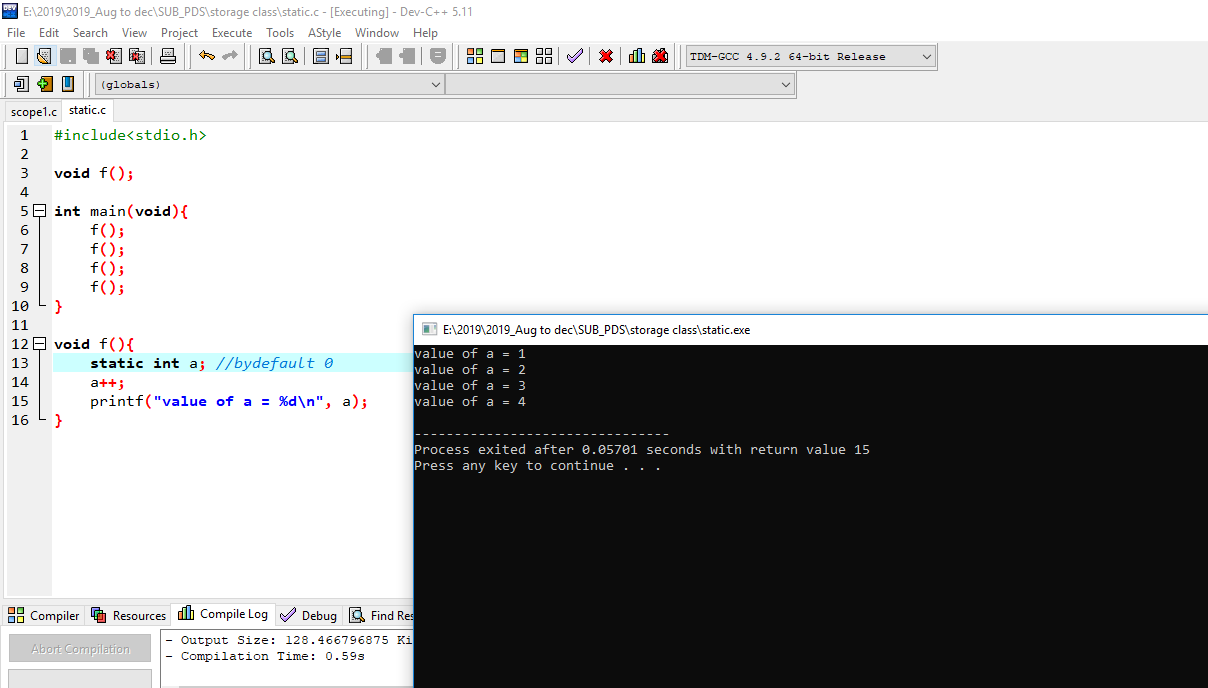 E:\2019\2019_Aug to dec\SUB_PDS\storage class\static.c - [Executing] - Dev-C++ 5.11
File Edit Search View Project Execute Tools AStyle Window Help
TDM-GCC 4.9.2 64-bit Release
(globals)
scope1.c static.c
1 #include<stdio.h>
2
3 void f();
4
5 int main(void){
6 f();
7 f();
8 f();
9 f();
10 }
11
12 void f(){
13 static int a; //bydefault 0
14 a++;
15 printf("value of a = %d\n", a);
16 }
E:\2019\2019_Aug to dec\SUB_PDS\storage class\static.exe
value of a = 1
value of a = 2
value of a = 3
value of a = 4
--------------------------------
Process exited after 0.05701 seconds with return value 15
Press any key to continue . . .
Compiler Resources Compile Log Debug Find Res
Abort Compilation
- Output Size: 128.466796875 Ki
- Compilation Time: 0.59s